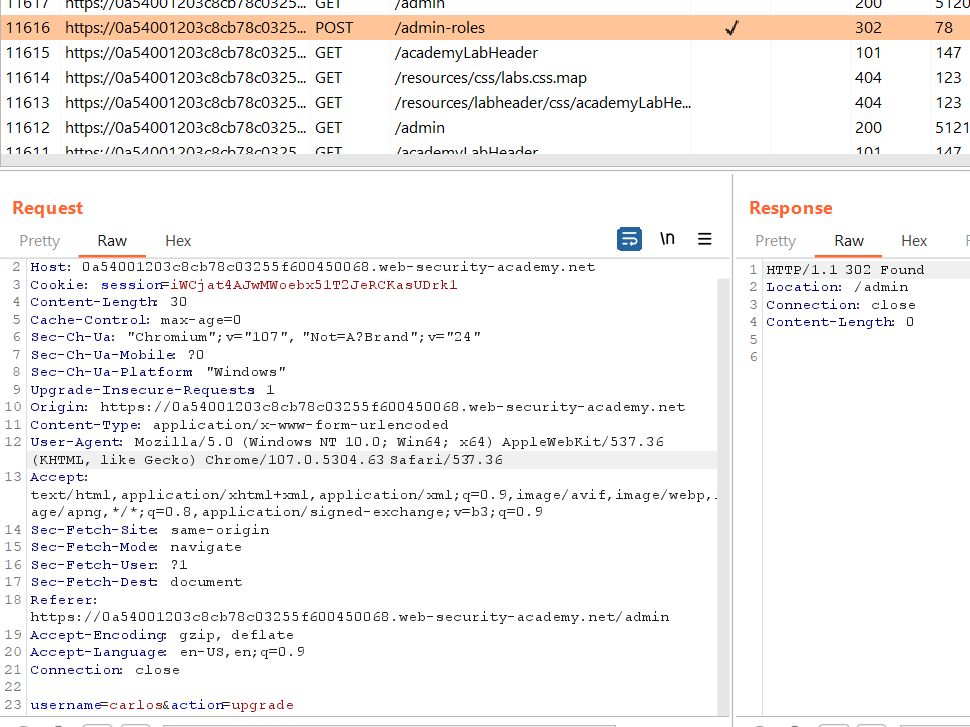 11617 https://0a54001203c8cb78c0325... GET /admin 200 5120
11616 https://0a54001203c8cb78c0325... POST /admin-roles ✓ 302 78
11615 https://0a54001203c8cb78c0325... GET /academyLabHeader 101 147
11614 https://0a54001203c8cb78c0325... GET /resources/css/labs.css.map 404 123
11613 https://0a54001203c8cb78c0325... GET /resources/labheader/css/academyLabHe... 404 123
11612 https://0a54001203c8cb78c0325... GET /admin 200 5121
11611 https://0a54001203c8cb78c0325... GET /academyLabHeader 101 147
Request
Pretty Raw Hex \n
2 Host: 0a54001203c8cb78c03255f600450068.web-security-academy.net
3 Cookie: session=iWCjat4AJwMWoebx51T2JeRCKasUDrkl
4 Content-Length: 30
5 Cache-Control: max-age=0
6 Sec-Ch-Ua: "Chromium";v="107", "Not=A?Brand";v="24"
7 Sec-Ch-Ua-Mobile: ?0
8 Sec-Ch-Ua-Platform: "Windows"
9 Upgrade-Insecure-Requests: 1
10 Origin: https://0a54001203c8cb78c03255f600450068.web-security-academy.net
11 Content-Type: application/x-www-form-urlencoded
12 User-Agent: Mozilla/5.0 (Windows NT 10.0; Win64; x64) AppleWebKit/537.36
(KHTML, like Gecko) Chrome/107.0.5304.63 Safari/537.36
13 Accept:
text/html,application/xhtml+xml,application/xml;q=0.9,image/avif,image/webp,
age/apng,*/*;q=0.8,application/signed-exchange;v=b3;q=0.9
14 Sec-Fetch-Site: same-origin
15 Sec-Fetch-Mode: navigate
16 Sec-Fetch-User: ?1
17 Sec-Fetch-Dest: document
18 Referer:
https://0a54001203c8cb78c03255f600450068.web-security-academy.net/admin
19 Accept-Encoding: gzip, deflate
20 Accept-Language: en-US,en;q=0.9
21 Connection: close
22
23 username=carlos&action=upgrade
Response
Pretty Raw Hex
1 HTTP/1.1 302 Found
2 Location: /admin
3 Connection: close
4 Content-Length: 0
5
6